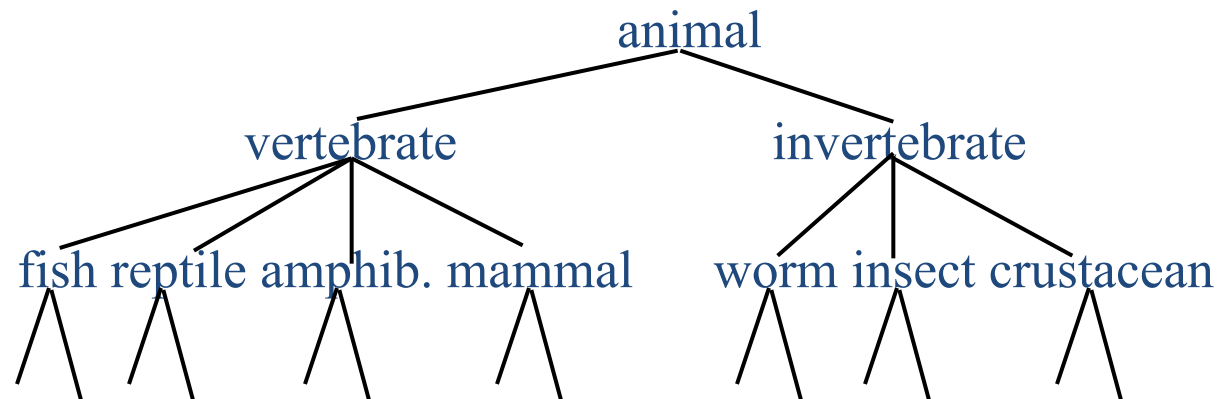 animal
vertebrate invertebrate
fish reptile amphib. mammal worm insect crustacean